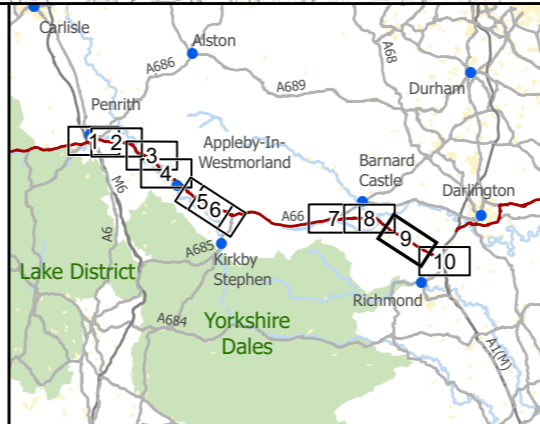 Carlisle
Alston
A68
A686
A689
Durham
Penrith
Appleby-In-
Westmorland
Barnard
Castle
Darlington
1
2
3
4
5
6
7
8
9
10
M6
A66
A6
A685
Kirkby
Stephen
Lake District
Richmond
A684
Yorkshire
Dales
A1(M)